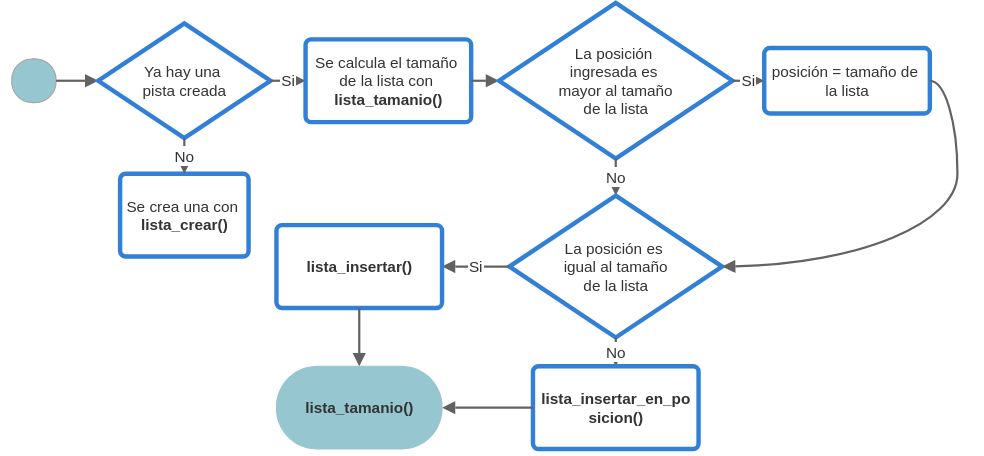 Ya hay una
pista creada
Si
Se calcula el tamaño
de la lista con
lista_tamanio()
La posición
ingresada es
mayor al tamaño
de la lista
Si
posición = tamaño de
la lista
No
Se crea una con
lista_crear()
No
La posición es
igual al tamaño
de la lista
Si
lista_insertar()
No
lista_insertar_en_po
sicion()
lista_tamanio()